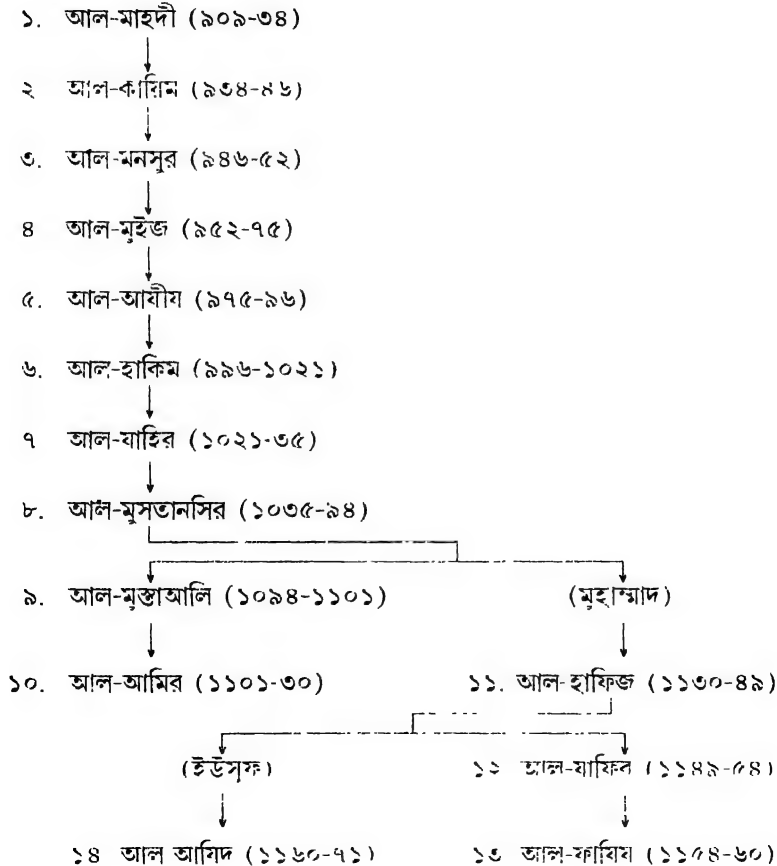 ১. আল-মাহদী (৯০৯-৩৪)
২ আল-কায়িম (৯৩৪-৪৬)
৩. আল-মনসুর (৯৪৬-৫২)
৪ আল-মুইজ (৯৫২-৭৫)
৫. আল-আযীয (৯৭৫-৯৬)
৬. আল-হাকিম (৯৯৬-১০২১)
৭ আল-যাহির (১০২১-৩৫)
৮. আল-মুসতানসির (১০৩৫-৯৪)
৯. আল-মুস্তাআলি (১০৯৪-১১০১) (মুহাম্মাদ)
১০. আল-আমির (১১০১-৩০) ১১. আল-হাফিজ (১১৩০-৪৯)
(ইউসুফ) ১২ আল-যাফির (১১৪৯-৫৪)
১৪ আল আযিদ (১১৬০-৭১) ১৩ আল-ফায়িয (১১৫৪-৬০)